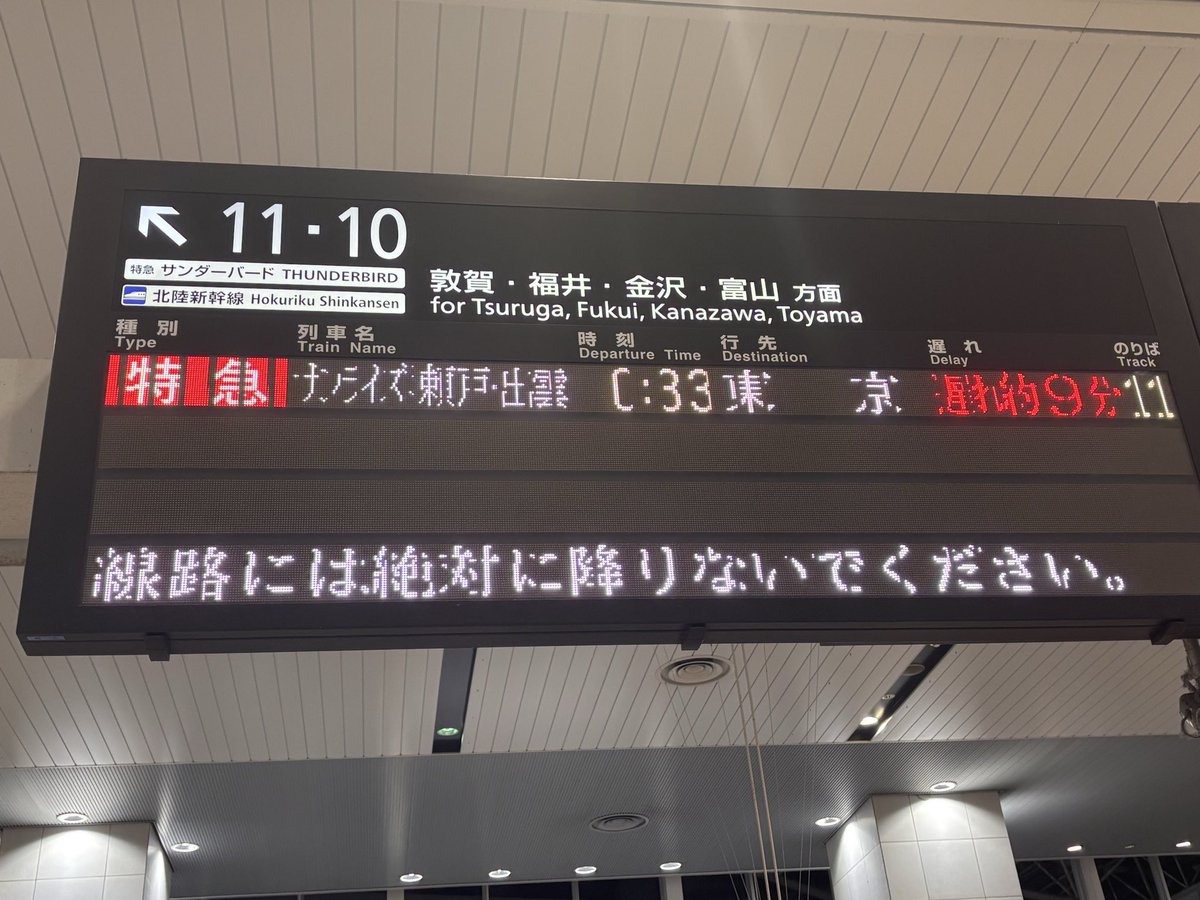 11・10
特急 サンダーバード THUNDERBIRD
北陸新幹線 Hokuriku Shinkansen
敦賀・福井・金沢・富山 方面
for Tsuruga, Fukui, Kanazawa, Toyama
種別 列車名 時刻 行先 遅れ のりば
Type Train Name Departure Time Destination Delay Track
特急 サンライズ・瀬戸・出雲 0:33 東京 遅れ約9分 11
線路には絶対に降りないでください。